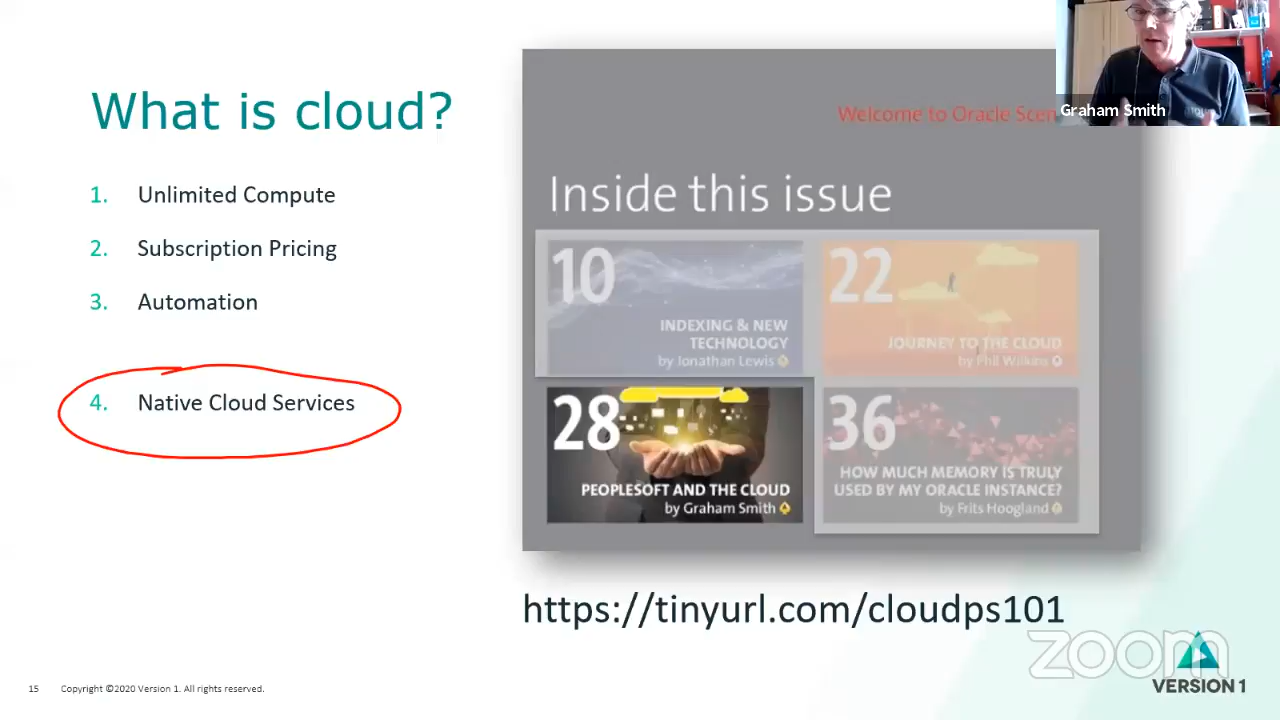 What is cloud?
1. Unlimited Compute
2. Subscription Pricing
3. Automation
4. Native Cloud Services
Welcome to Oracle
Graham Smith
Inside this issue
10
INDEXING & NEW
TECHNOLOGY
by Jonathan Lewis
22
JOURNEY TO THE CLOUD
by Phil Wilkins
28
PEOPLESOFT AND THE CLOUD
by Graham Smith
36
HOW MUCH MEMORY IS TRULY
USED BY MY ORACLE INSTANCE?
by Frits Hoogland
https://tinyurl.com/cloudps101
zoom
VERSION 1
15 Copyright ©2020 Version 1. All rights reserved.